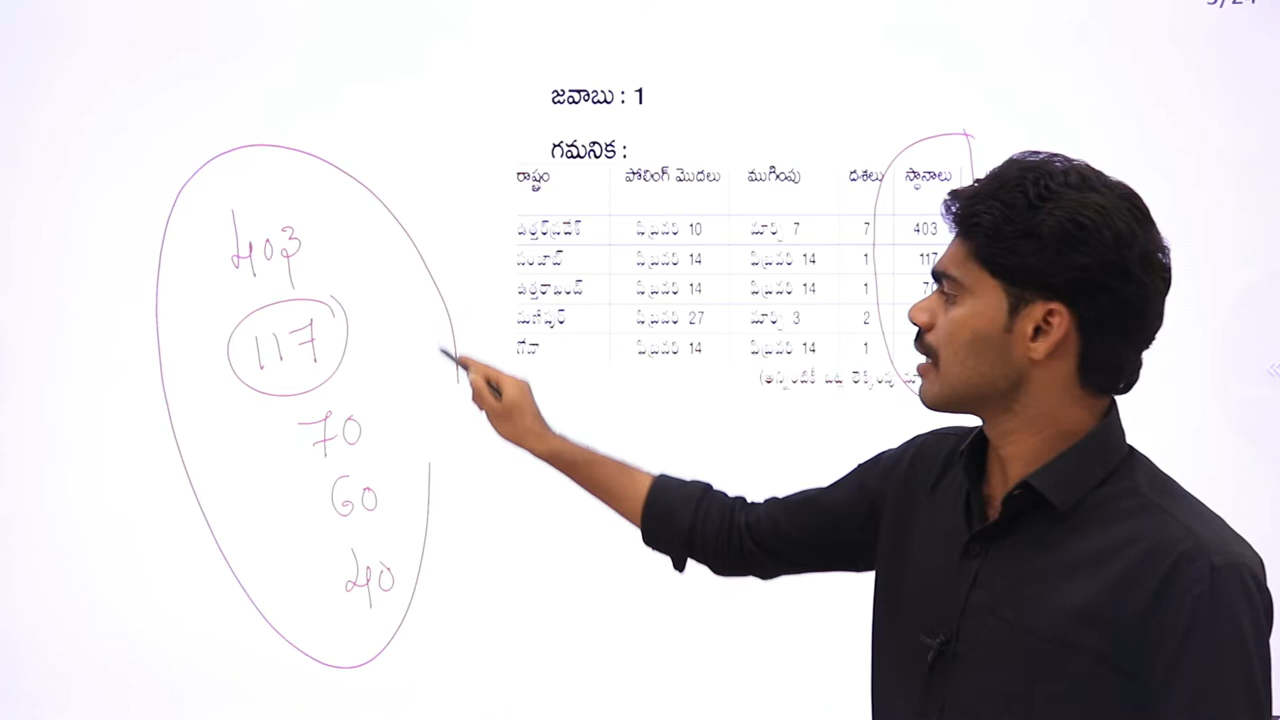 జవాబు : 1
గమనిక :
రాష్ట్రం పోలింగ్ మొదలు ముగింపు దశలు స్థానాలు
ఉత్తర్‌ప్రదేశ్ ఫిబ్రవరి 10 మార్చి 7 7 403
పంజాబ్ ఫిబ్రవరి 14 ఫిబ్రవరి 14 1 117
ఉత్తరాఖండ్ ఫిబ్రవరి 14 ఫిబ్రవరి 14 1
మణిపుర్ ఫిబ్రవరి 27 మార్చి 3 2
గోవా ఫిబ్రవరి 14 ఫిబ్రవరి 14 1
(అన్నింటికీ ఓట్ల లెక్కింపు
403
117
70
60
40